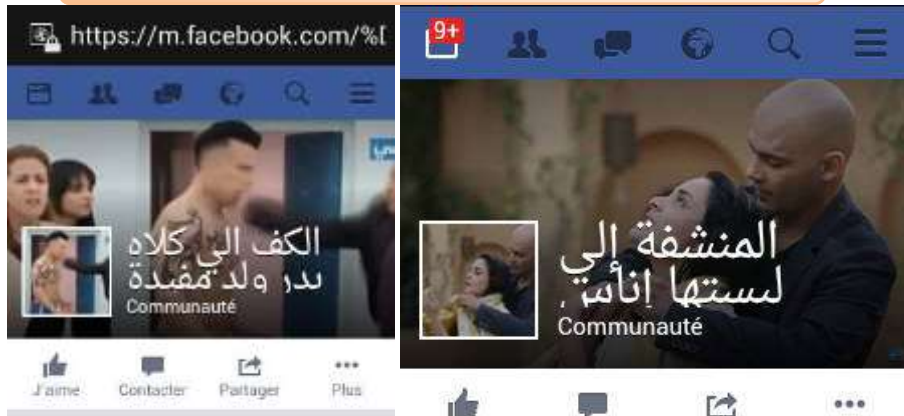 https://m.facebook.com/%D
الكف الي كلاه
بدر ولد مفيدة
Communauté
J'aime
Contacter
Partager
Plus
9+
المنشفة إلي
لبستها إناس
Communauté